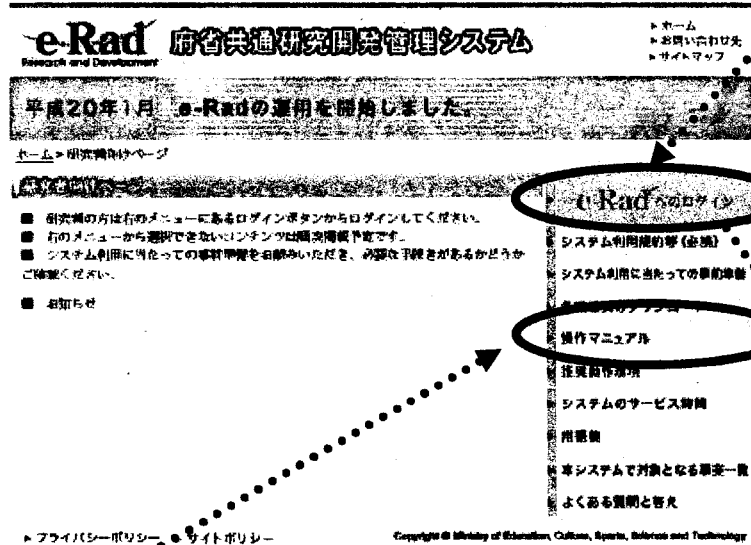 e-Rad 府省共通研究開発管理システム
Research and Development
▶ ホーム
▶ お問い合わせ先
▶ サイトマップ
平成20年1月 e-Radの運用を開始しました。
ホーム > 研究者向けページ
■ 研究者の方は右のメニューにあるログインボタンからログインしてください。
■ 右のメニューから選択できないコンテンツは順次掲載予定です。
■ システム利用に当たっての事前準備をお読みいただき、必要な手続きがあるかどうか
ご確認ください。
■ お知らせ
e-Rad へのログイン
システム利用規約等（必読）
システム利用に当たっての事前準備
操作マニュアル
推奨動作環境
システムのサービス時間
用語集
本システムで対象となる事業一覧
よくある質問と答え
▶ プライバシーポリシー
サイトポリシー
Copyright © Ministry of Education, Culture, Sports, Science and Technology